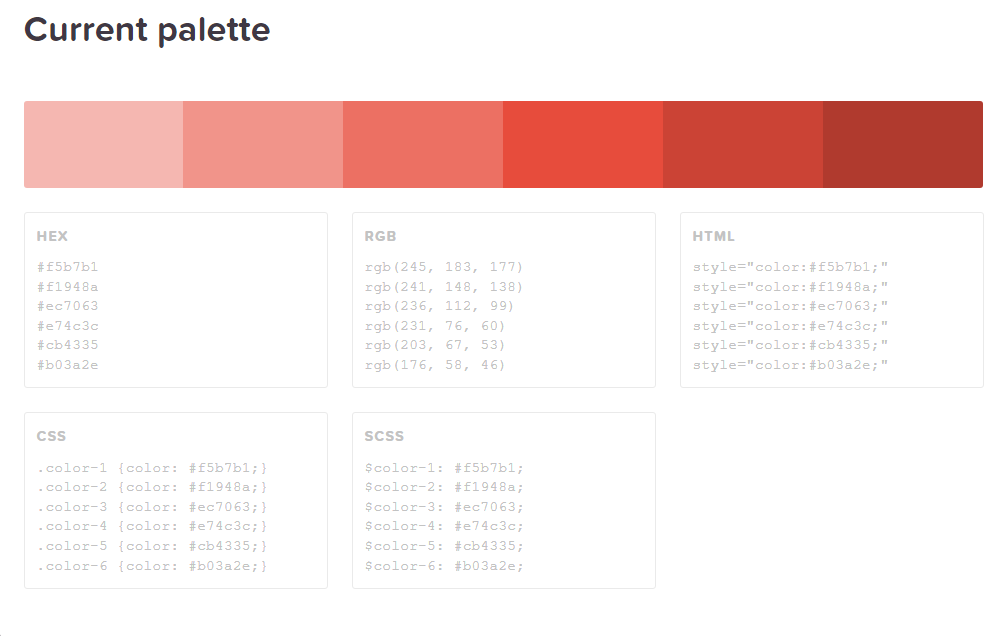 Current palette
HEX
#f5b7b1
#f1948a
#ec7063
#e74c3c
#cb4335
#b03a2e
RGB
rgb(245, 183, 177)
rgb(241, 148, 138)
rgb(236, 112, 99)
rgb(231, 76, 60)
rgb(203, 67, 53)
rgb(176, 58, 46)
HTML
style="color:#f5b7b1;"
style="color:#f1948a;"
style="color:#ec7063;"
style="color:#e74c3c;"
style="color:#cb4335;"
style="color:#b03a2e;"
CSS
.color-1 {color: #f5b7b1;}
.color-2 {color: #f1948a;}
.color-3 {color: #ec7063;}
.color-4 {color: #e74c3c;}
.color-5 {color: #cb4335;}
.color-6 {color: #b03a2e;}
SCSS
$color-1: #f5b7b1;
$color-2: #f1948a;
$color-3: #ec7063;
$color-4: #e74c3c;
$color-5: #cb4335;
$color-6: #b03a2e;